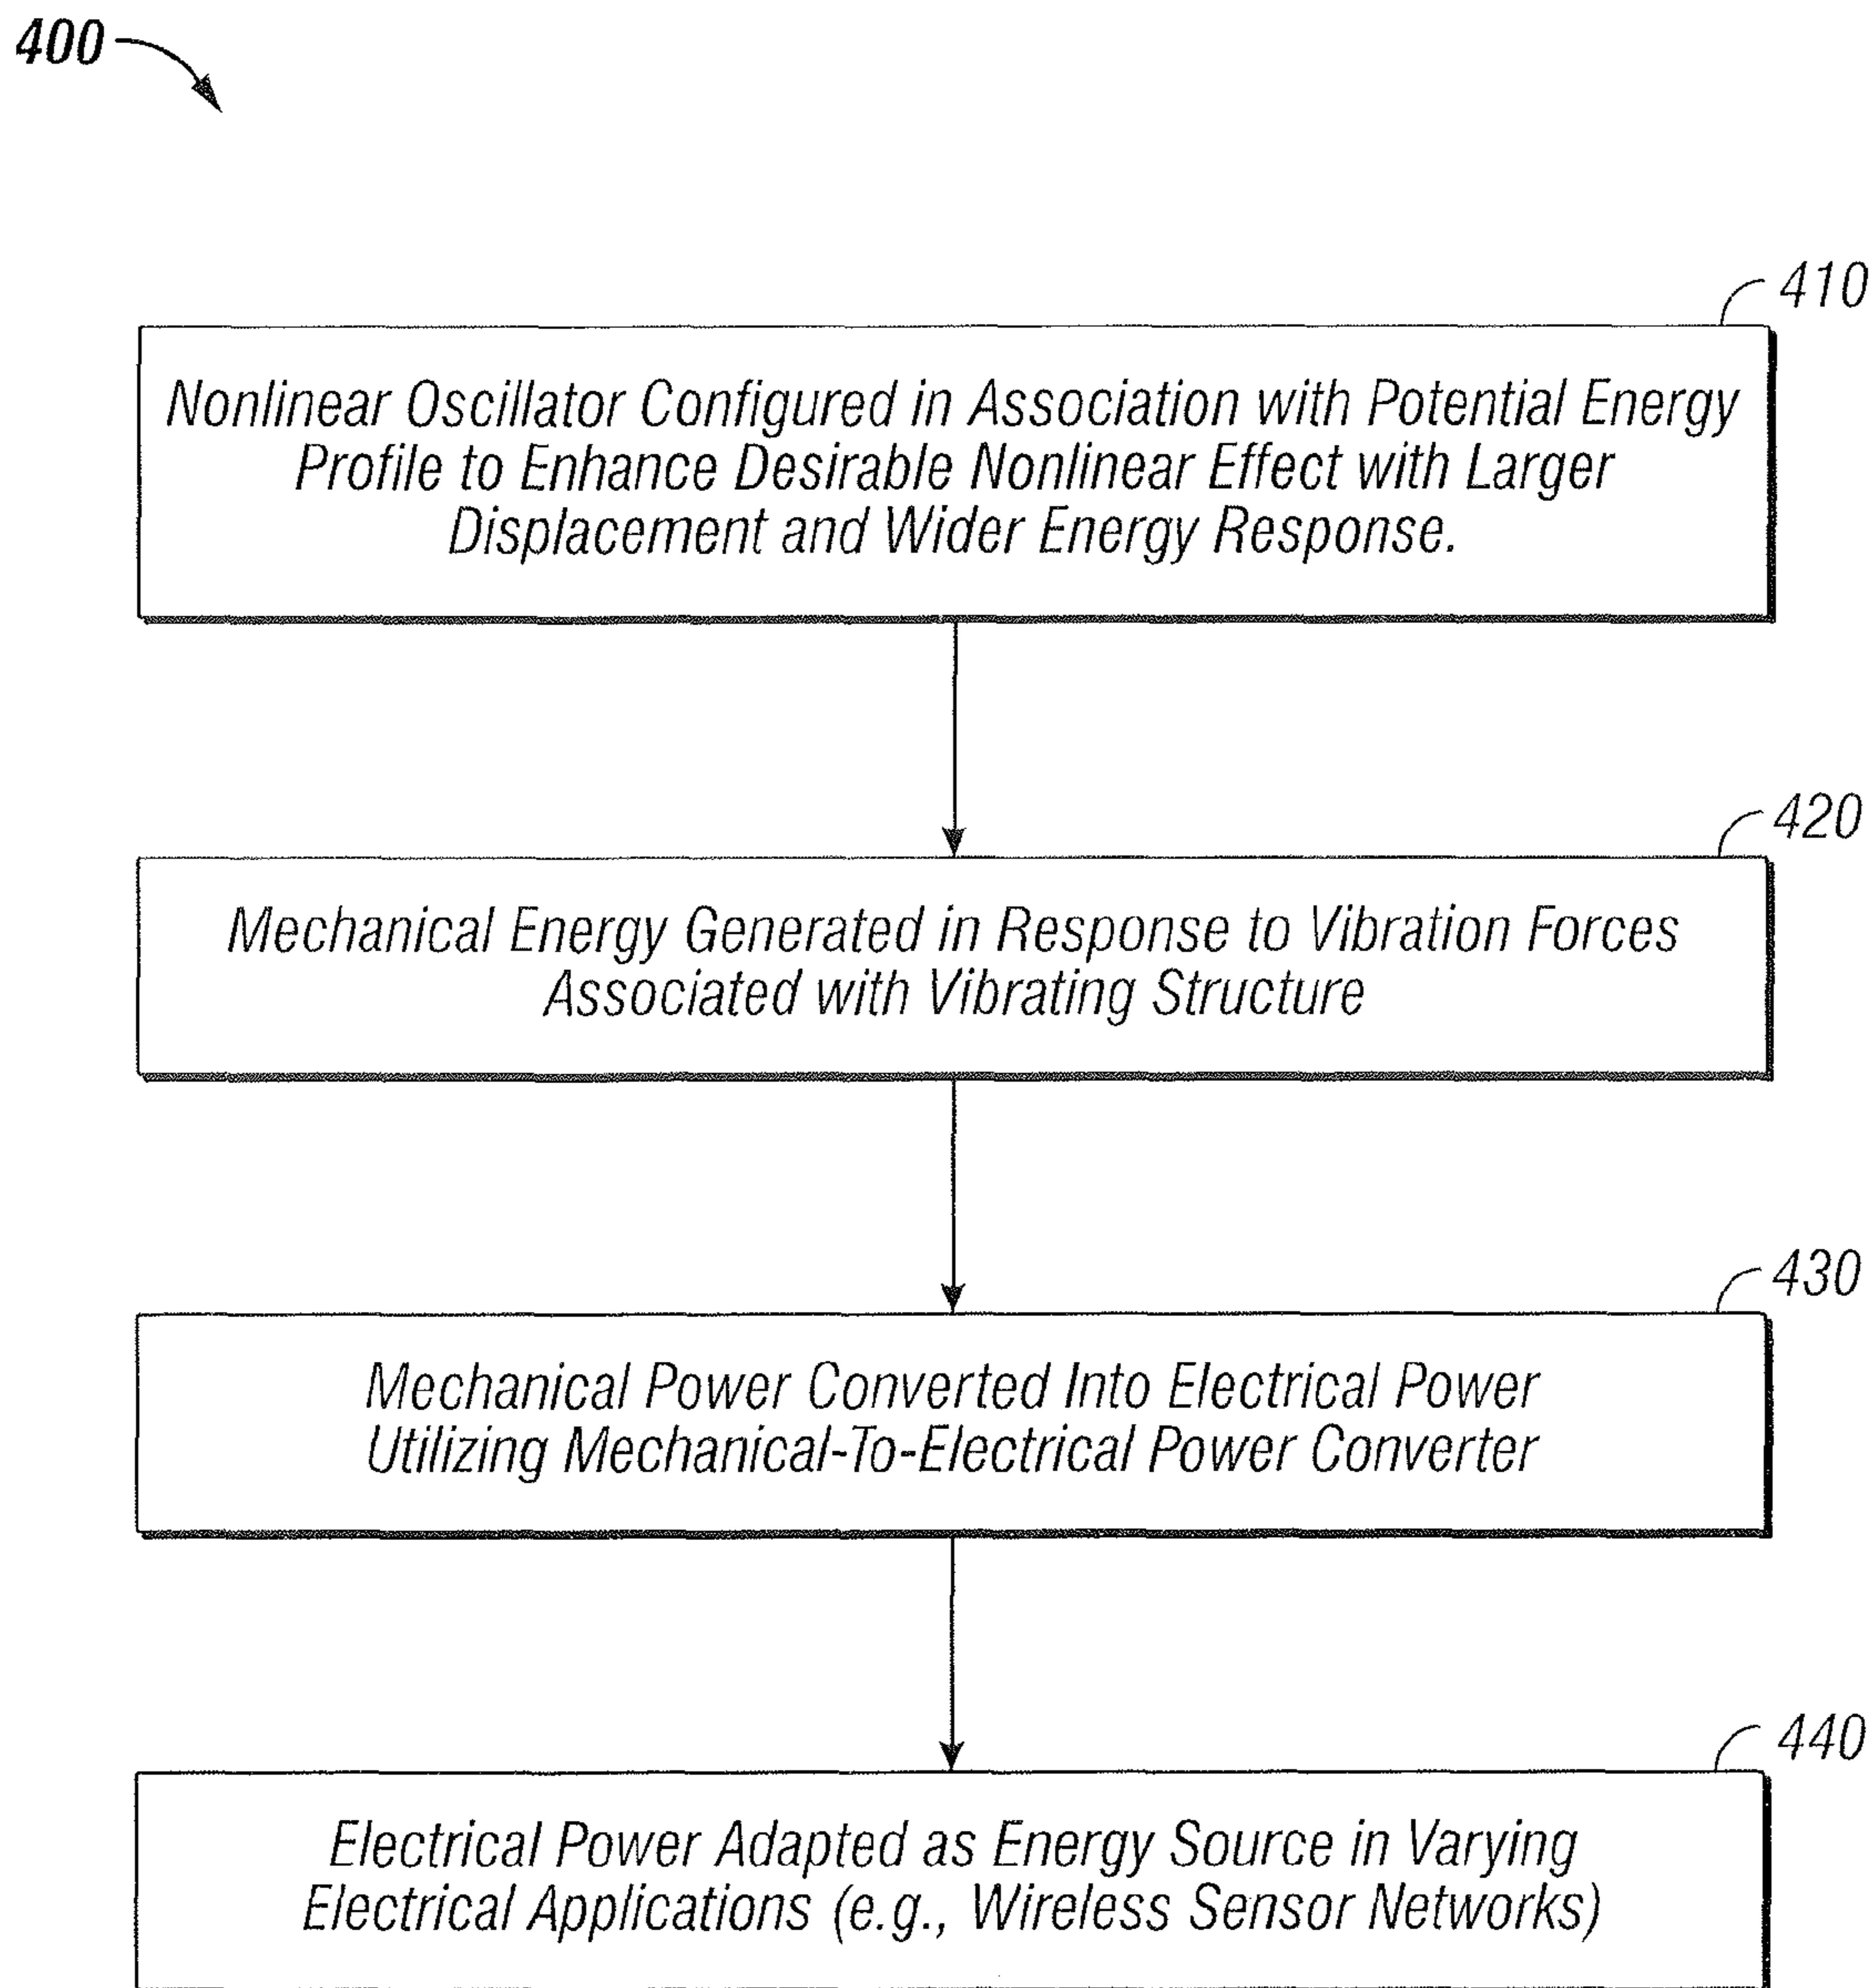 400
410
Nonlinear Oscillator Configured in Association with Potential Energy
Profile to Enhance Desirable Nonlinear Effect with Larger
Displacement and Wider Energy Response.
420
Mechanical Energy Generated in Response to Vibration Forces
Associated with Vibrating Structure
430
Mechanical Power Converted Into Electrical Power
Utilizing Mechanical-To-Electrical Power Converter
440
Electrical Power Adapted as Energy Source in Varying
Electrical Applications (e.g., Wireless Sensor Networks)